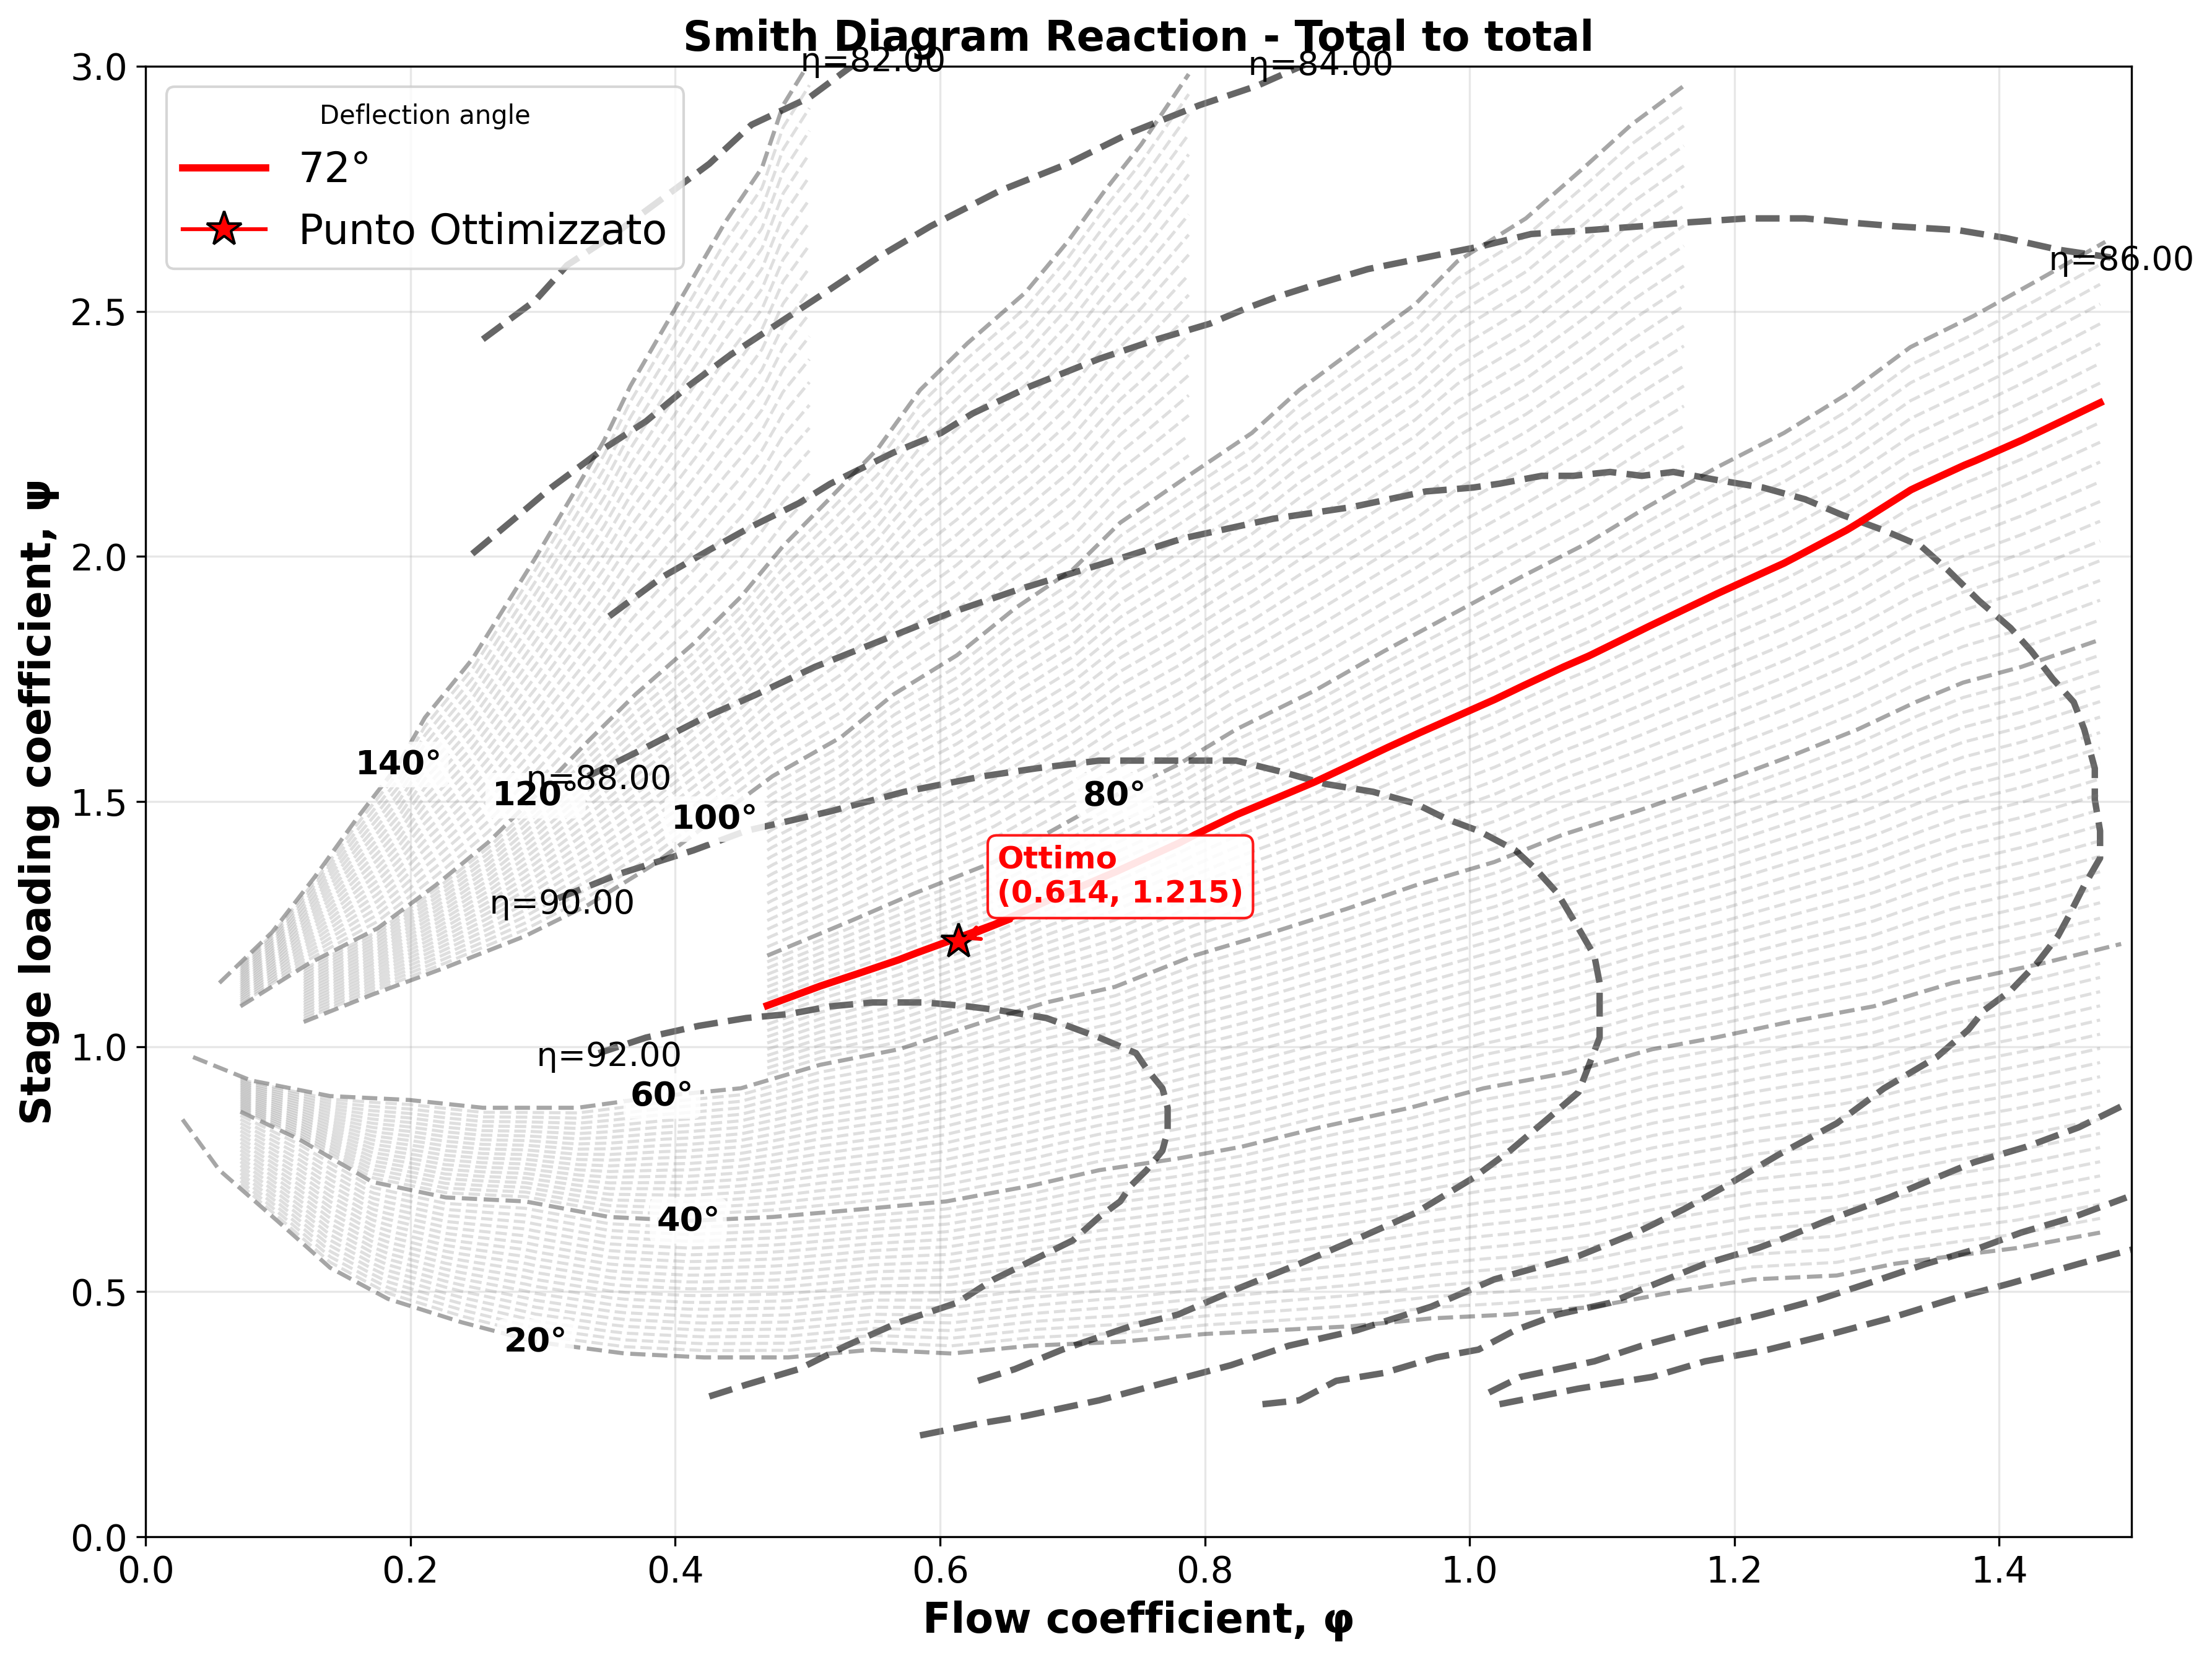 Smith Diagram Reaction - Total to total
η=82.00
η=84.00
3.0
Deflection angle
72°
Punto Ottimizzato
η=86.00
2.5
2.0
140°
η=88.00
120°
80°
1.5
100°
Ottimo
(0.614, 1.215)
η=90.00
η=92.00
1.0
60°
40°
0.5
20°
0.0
Stage loading coefficient, ψ
0.0 0.2 0.4 0.6 0.8 1.0 1.2 1.4
Flow coefficient, φ